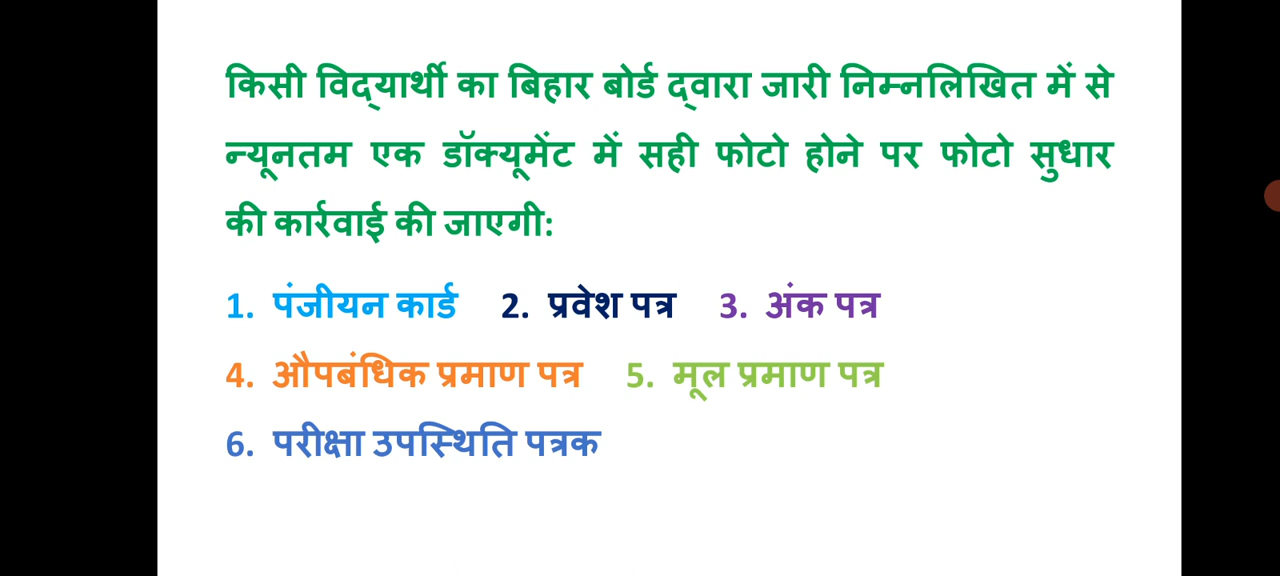 किसी विद्यार्थी का बिहार बोर्ड द्वारा जारी निम्नलिखित में से
न्यूनतम एक डॉक्यूमेंट में सही फोटो होने पर फोटो सुधार
की कार्रवाई की जाएगी:
1. पंजीयन कार्ड 2. प्रवेश पत्र 3. अंक पत्र
4. औपबंधिक प्रमाण पत्र 5. मूल प्रमाण पत्र
6. परीक्षा उपस्थिति पत्रक